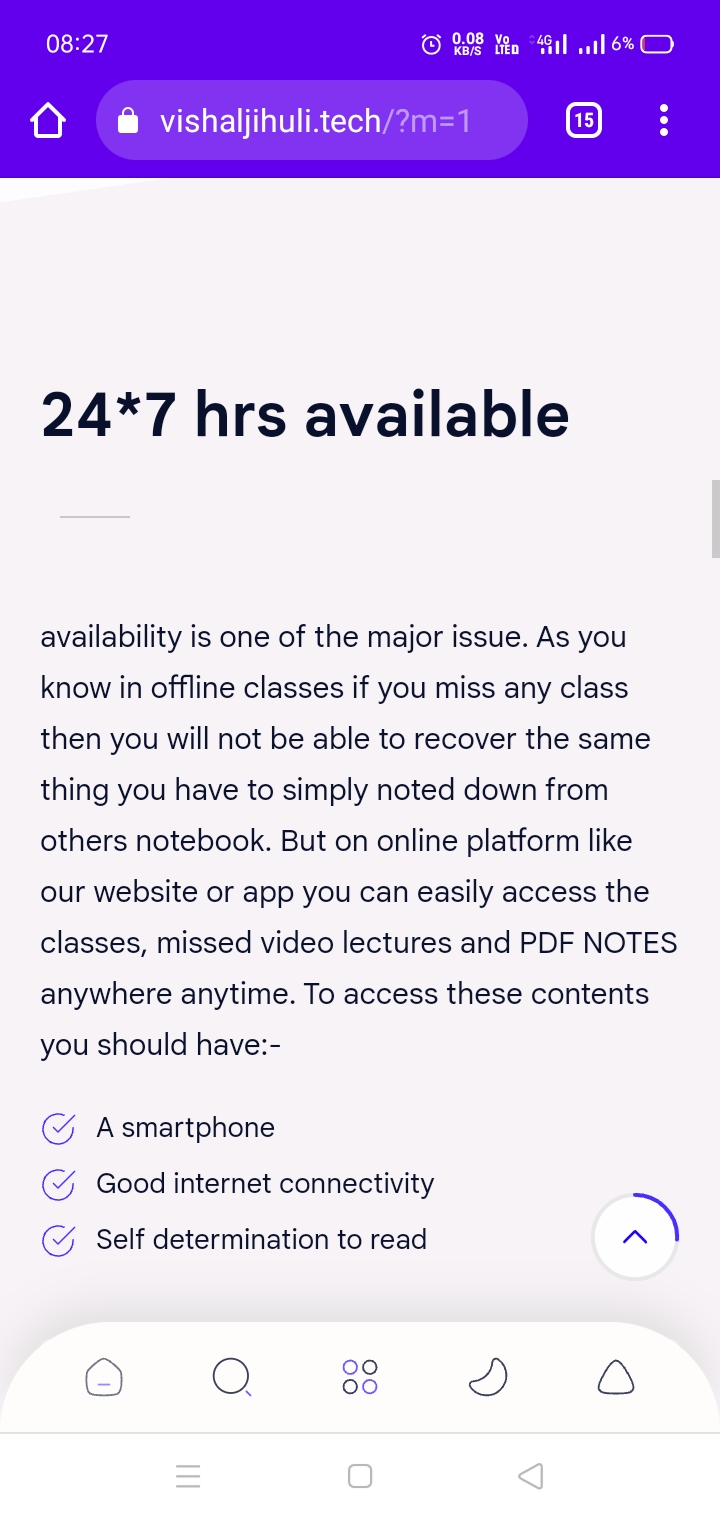 08:27
0.08 KB/S Vo LTE D 4G 6%
vishaljihuli.tech/?m=1
15
24*7 hrs available
availability is one of the major issue. As you
know in offline classes if you miss any class
then you will not be able to recover the same
thing you have to simply noted down from
others notebook. But on online platform like
our website or app you can easily access the
classes, missed video lectures and PDF NOTES
anywhere anytime. To access these contents
you should have:-
A smartphone
Good internet connectivity
Self determination to read